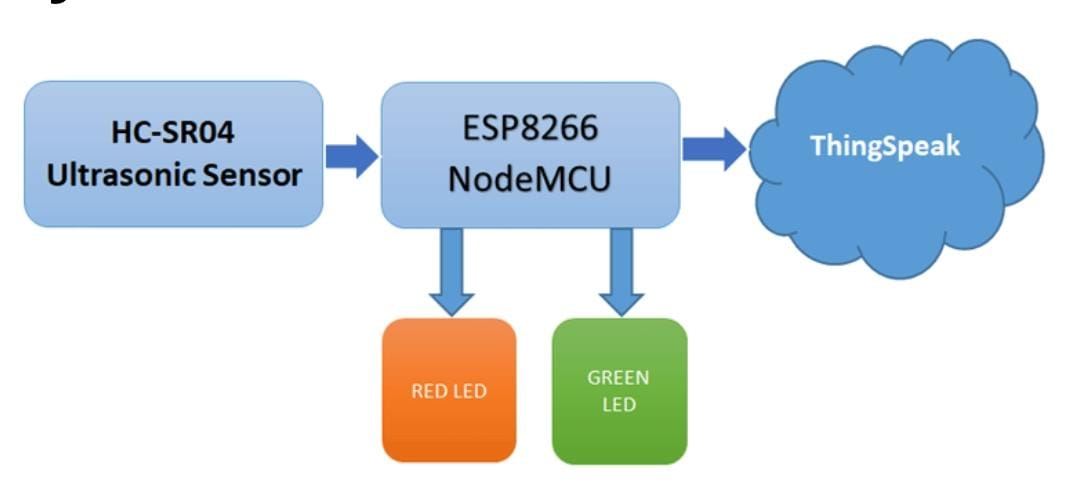 HC-SR04
Ultrasonic Sensor
ESP8266
NodeMCU
ThingSpeak
RED LED
GREEN
LED